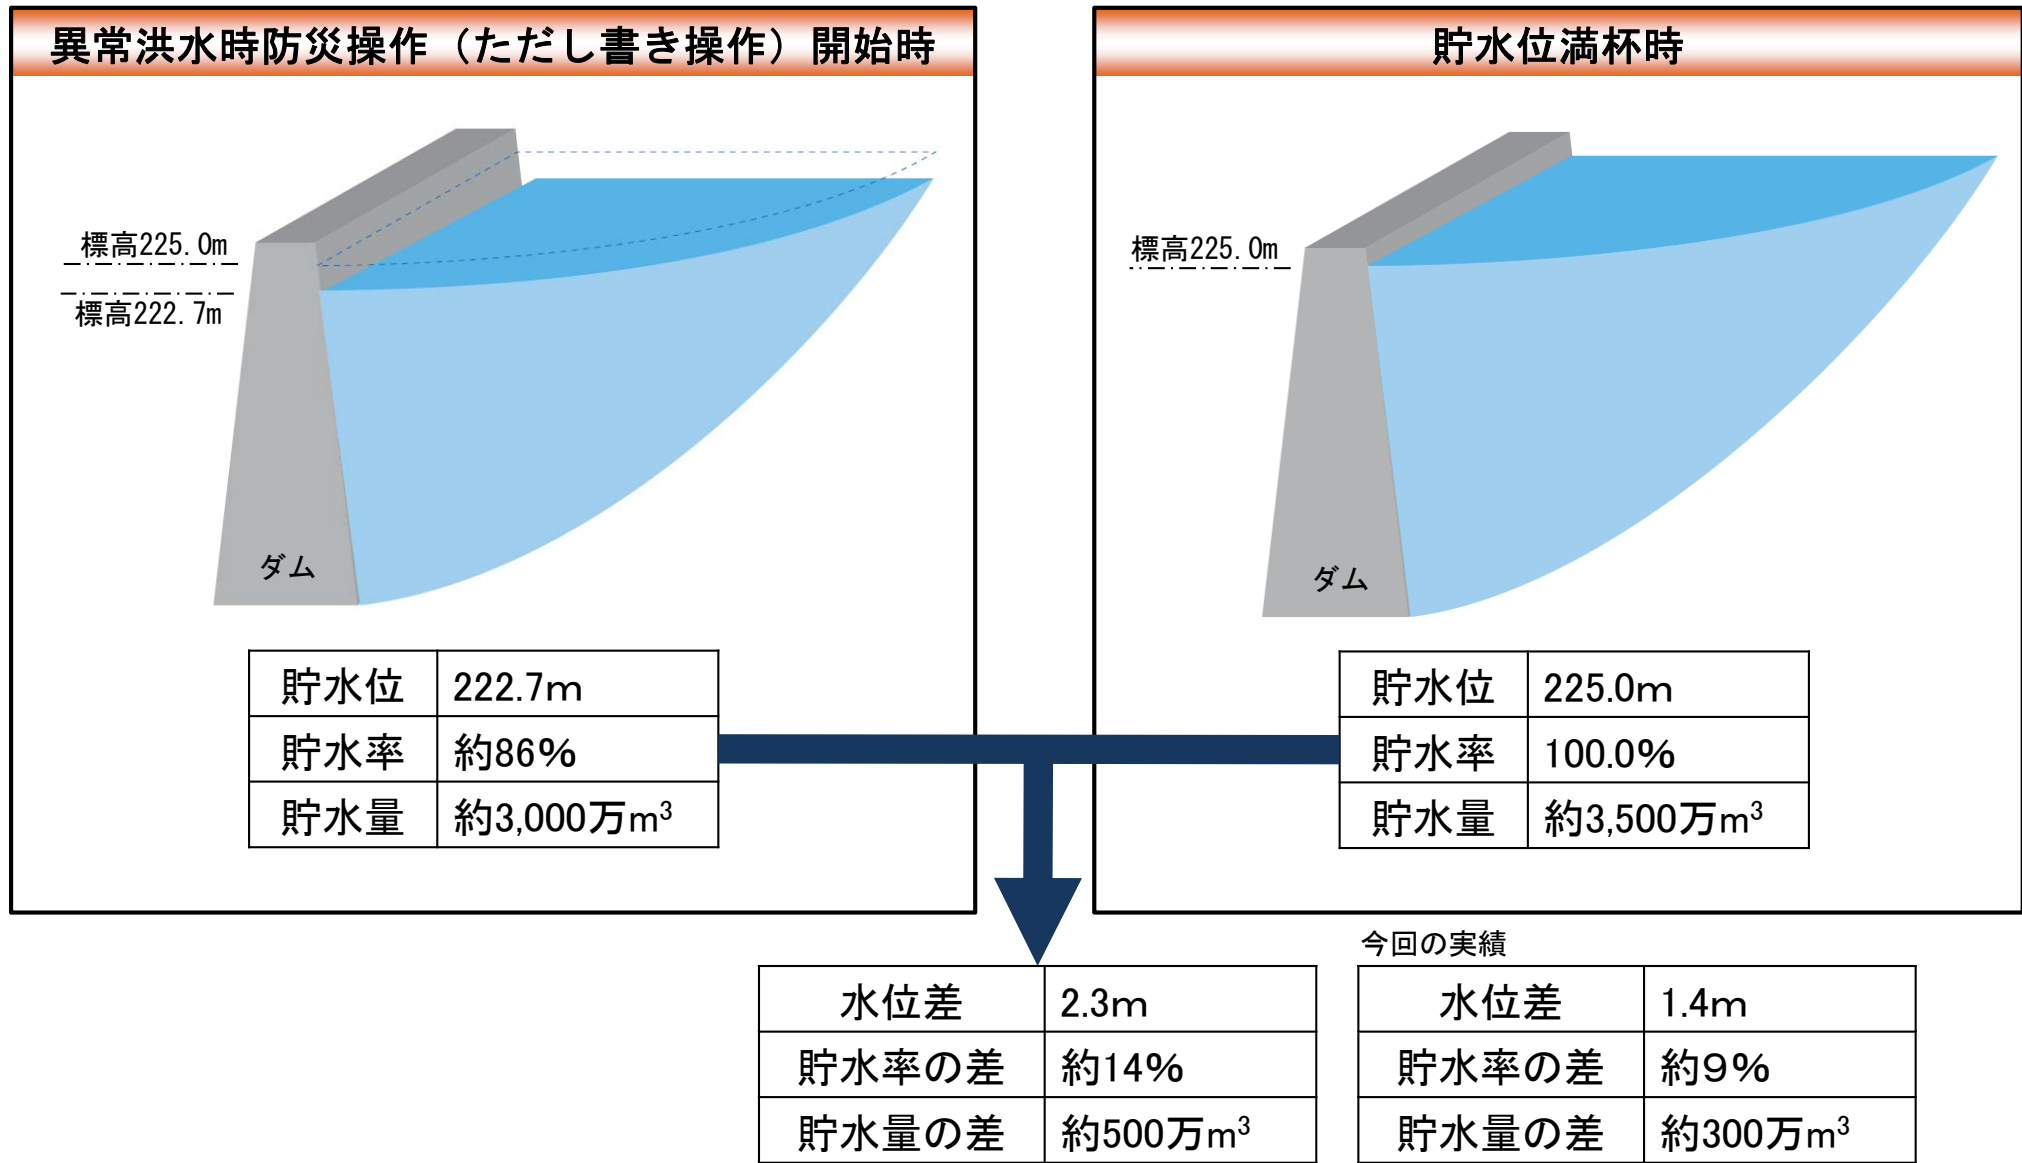 異常洪水時防災操作（ただし書き操作）開始時
標高225.0m
標高222.7m
ダム
貯水位 222.7m
貯水率 約86%
貯水量 約3,000万m³
貯水位満杯時
標高225.0m
ダム
貯水位 225.0m
貯水率 100.0%
貯水量 約3,500万m³
水位差 2.3m
貯水率の差 約14%
貯水量の差 約500万m³
今回の実績
水位差 1.4m
貯水率の差 約9%
貯水量の差 約300万m³